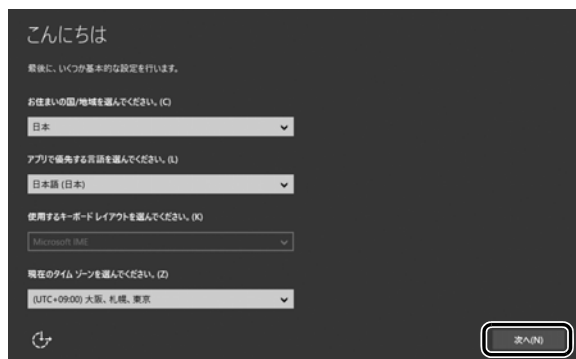 こんにちは
最後に、いくつか基本的な設定を行います。
お住まいの国/地域を選んでください。(C)
日本
アプリで優先する言語を選んでください。(L)
日本語 (日本)
使用するキーボード レイアウトを選んでください。(K)
Microsoft IME
現在のタイム ゾーンを選んでください。(Z)
(UTC+09:00) 大阪、札幌、東京
次へ(N)